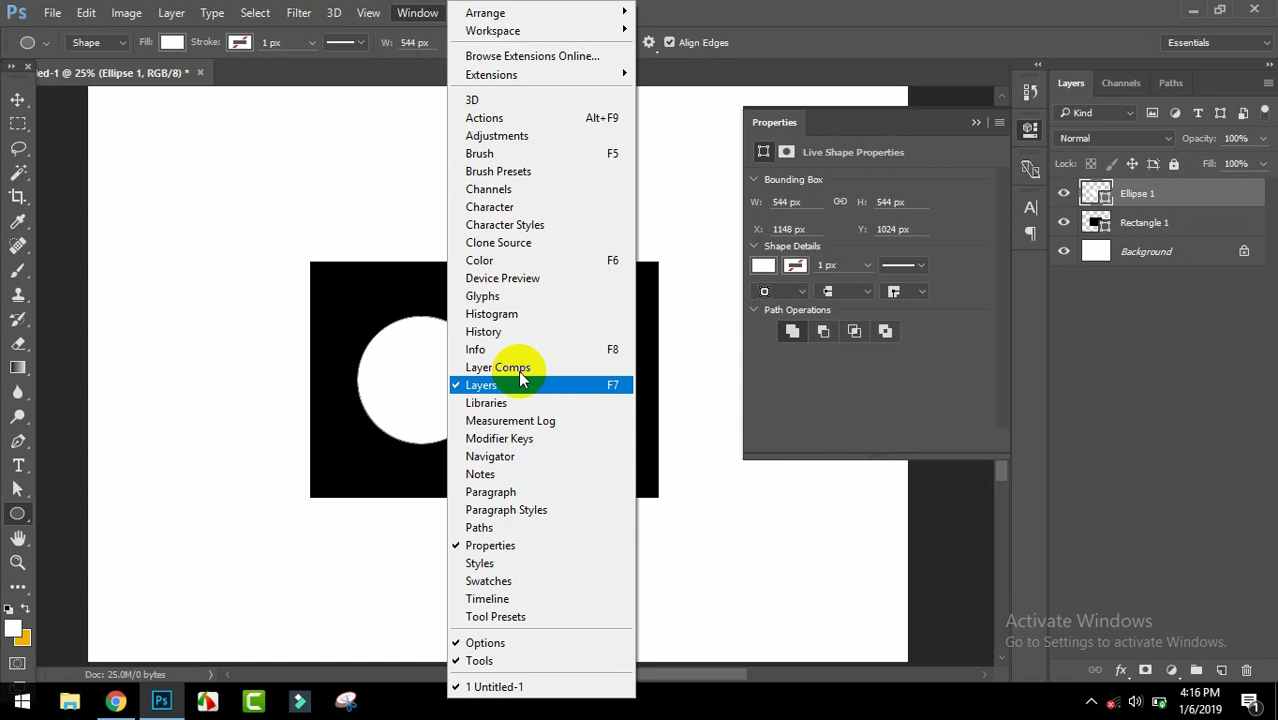 Ps File Edit Image Layer Type Select Filter 3D View Window
Shape Fill: Stroke: 1 px W: 544 px Align Edges Essentials
led-1 @ 25% (Ellipse 1, RGB/8) *
Arrange
Workspace
Browse Extensions Online...
Extensions
3D
Actions Alt+F9
Adjustments
Brush F5
Brush Presets
Channels
Character
Character Styles
Clone Source
Color F6
Device Preview
Glyphs
Histogram
History
Info F8
Layer Comps
Layers F7
Libraries
Measurement Log
Modifier Keys
Navigator
Notes
Paragraph
Paragraph Styles
Paths
Properties
Styles
Swatches
Timeline
Tool Presets
Options
Tools
1 Untitled-1
Properties
Live Shape Properties
Bounding Box
W: 544 px H: 544 px
X: 1148 px Y: 1024 px
Shape Details
1 px
Path Operations
Layers Channels Paths
Kind
Normal Opacity: 100%
Lock: Fill: 100%
Ellipse 1
Rectangle 1
Background
Activate Windows
Go to Settings to activate Windows.
Doc: 25.0M/0 bytes
Ps
4:16 PM
1/6/2019